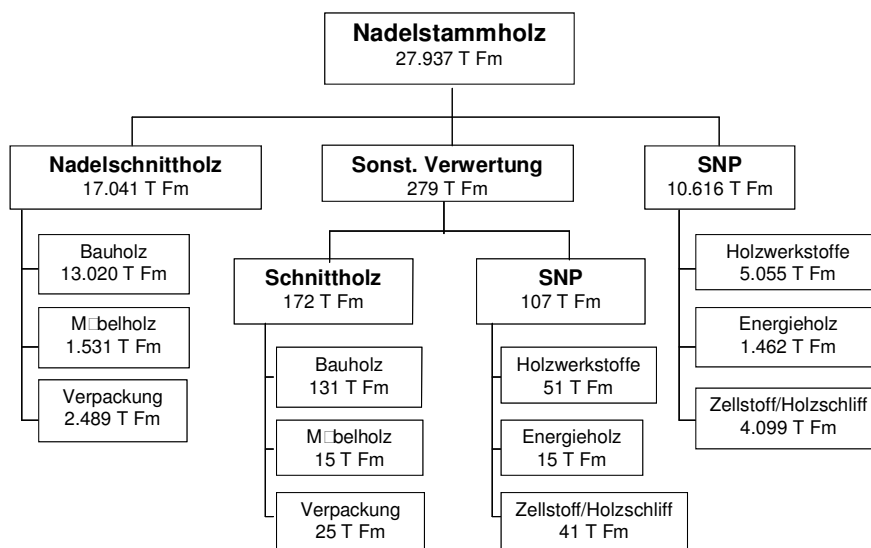 Nadelstammholz
27.937 T Fm
Nadelschnittholz
17.041 T Fm
Bauholz
13.020 T Fm
M□belholz
1.531 T Fm
Verpackung
2.489 T Fm
Sonst. Verwertung
279 T Fm
Schnittholz
172 T Fm
Bauholz
131 T Fm
M□belholz
15 T Fm
Verpackung
25 T Fm
SNP
107 T Fm
Holzwerkstoffe
51 T Fm
Energieholz
15 T Fm
Zellstoff/Holzschliff
41 T Fm
SNP
10.616 T Fm
Holzwerkstoffe
5.055 T Fm
Energieholz
1.462 T Fm
Zellstoff/Holzschliff
4.099 T Fm